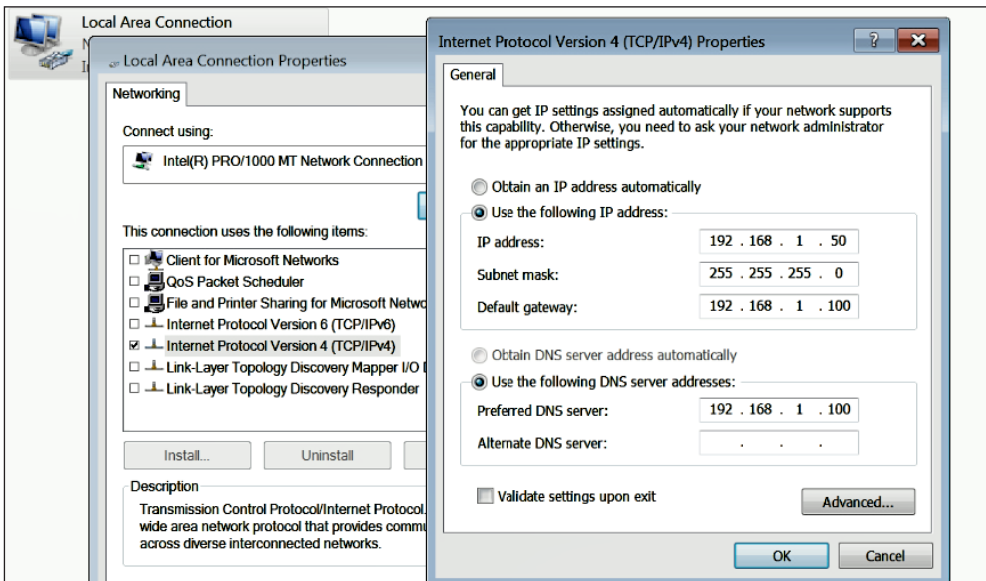 Local Area Connection
Local Area Connection Properties
Networking
Connect using:
Intel(R) PRO/1000 MT Network Connection
This connection uses the following items:
Client for Microsoft Networks
QoS Packet Scheduler
File and Printer Sharing for Microsoft
Internet Protocol Version 6 (TCP/IPv6)
Internet Protocol Version 4 (TCP/IPv4)
Link-Layer Topology Discovery Mapper I/O
Link-Layer Topology Discovery Responder
Install...
Uninstall
Description
Transmission Control Protocol/Internet Protocol.
wide area network protocol that provides
across diverse interconnected networks.
Internet Protocol Version 4 (TCP/IPv4) Properties
?
General
You can get IP settings assigned automatically if your network supports
this capability. Otherwise, you need to ask your network administrator
for the appropriate IP settings.
Obtain an IP address automatically
Use the following IP address:
IP address: 192 . 168 . 1 . 50
Subnet mask: 255 . 255 . 255 . 0
Default gateway: 192 . 168 . 1 . 100
Obtain DNS server address automatically
Use the following DNS server addresses:
Preferred DNS server: 192 . 168 . 1 . 100
Alternate DNS server: . . .
Validate settings upon exit
Advanced...
OK
Cancel